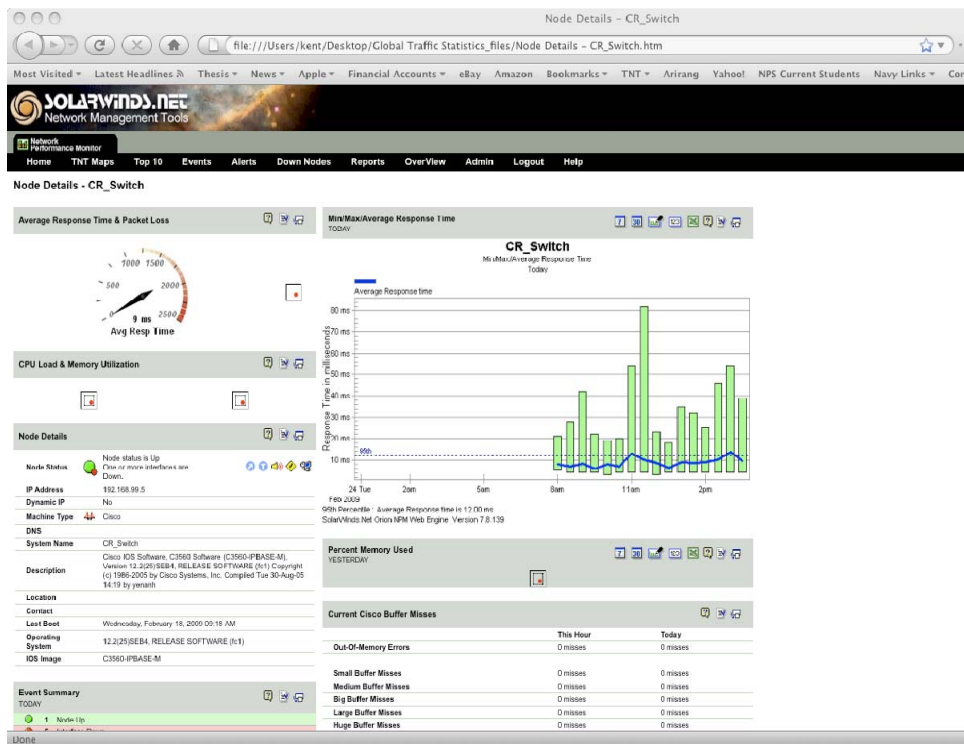 Node Details – CR_Switch
file:///Users/kent/Desktop/Global Traffic Statistics_files/Node Details – CR_Switch.htm
Most Visited Latest Headlines Thesis News Apple Financial Accounts eBay Amazon Bookmarks TNT Arirang Yahoo! NPS Current Students Navy Links
SOLARWINDS.NET
Network Management Tools
Network
Performance Monitor
Home TNT Maps Top 10 Events Alerts Down Nodes Reports OverView Admin Logout Help
Node Details - CR_Switch
Average Response Time & Packet Loss
0 500 1000 1500 2000 2500
9 ms
Avg Resp Time
CPU Load & Memory Utilization
Node Details
Node Status Node status is Up
One or more interfaces are
Down.
IP Address 192.168.99.5
Dynamic IP No
Machine Type Cisco
DNS
System Name CR_Switch
Description Cisco IOS Software, C3560 Software (C3560-IPBASE-M),
Version 12.2(25)SEB4, RELEASE SOFTWARE (fc1) Copyright
(c) 1986-2005 by Cisco Systems, Inc. Compiled Tue 30-Aug-05
14:19 by yenanh
Location
Contact
Last Boot Wednesday, February 18, 2009 09:18 AM
Operating
System 12.2(25)SEB4, RELEASE SOFTWARE (fc1)
IOS Image C3560-IPBASE-M
Event Summary
TODAY
1 Node Up
Min/Max/Average Response Time
TODAY
CR_Switch
Min/Max/Average Response Time
Today
Average Response time
Response Time in milliseconds
80 ms
70 ms
60 ms
50 ms
40 ms
30 ms
20 ms
10 ms
95th
24 Tue 2am 5am 8am 11am 2pm
Feb 2009
95th Percentile : Average Response time is 12.00 ms
SolarWinds.Net Orion NPM Web Engine Version 7.8.139
Percent Memory Used
YESTERDAY
Current Cisco Buffer Misses
This Hour Today
Out-Of-Memory Errors 0 misses 0 misses
Small Buffer Misses 0 misses 0 misses
Medium Buffer Misses 0 misses 0 misses
Big Buffer Misses 0 misses 0 misses
Large Buffer Misses 0 misses 0 misses
Huge Buffer Misses 0 misses 0 misses
Done